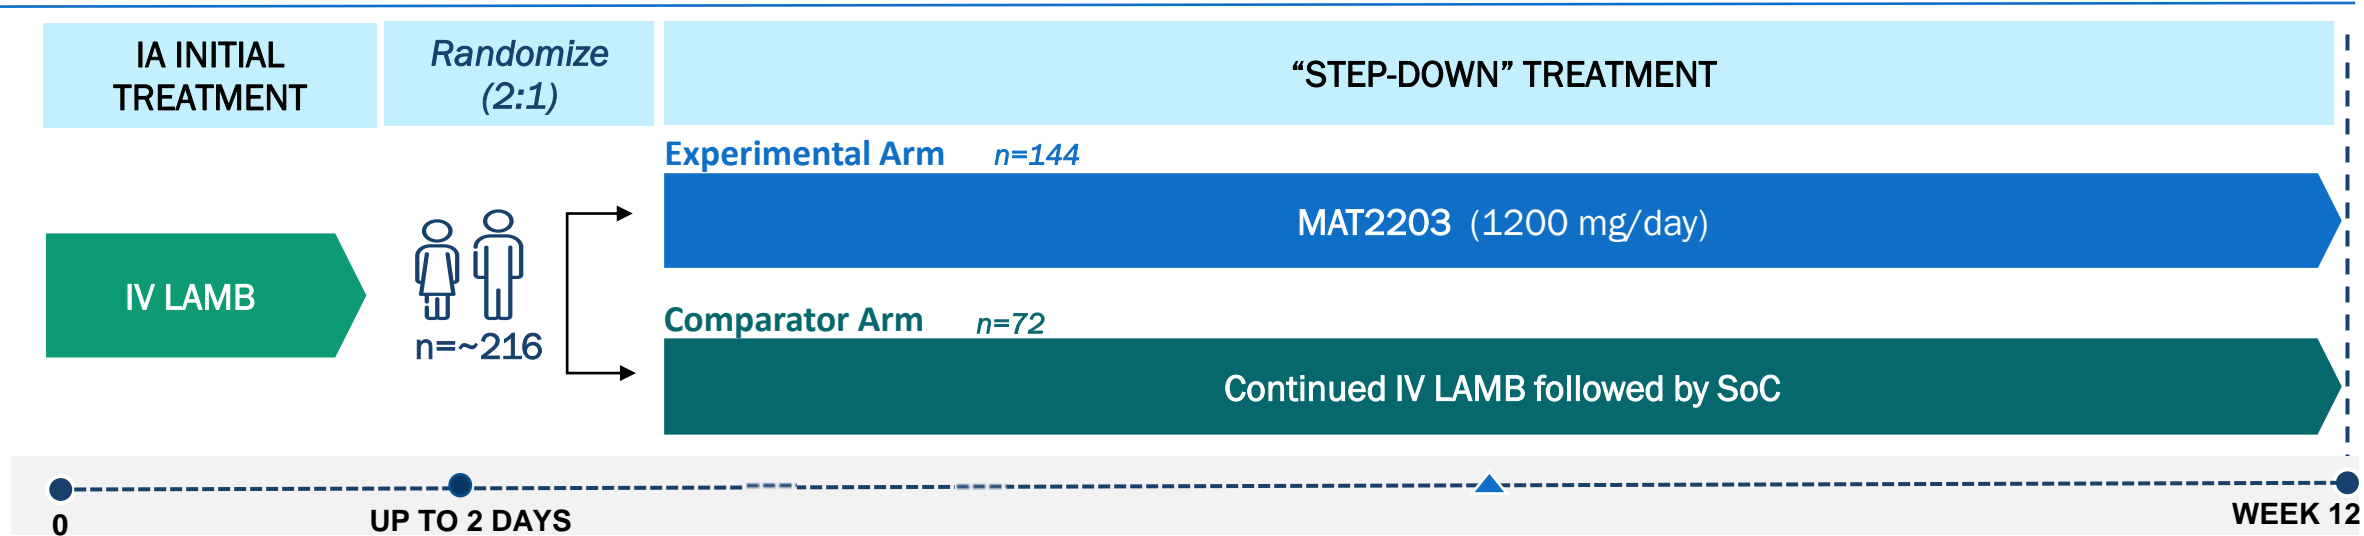 IA INITIAL
TREATMENT
Randomize
(2:1)
“STEP-DOWN” TREATMENT
Experimental Arm n=144
MAT2203 (1200 mg/day)
IV LAMB
n=~216
Comparator Arm n=72
Continued IV LAMB followed by SoC
0
UP TO 2 DAYS
WEEK 12